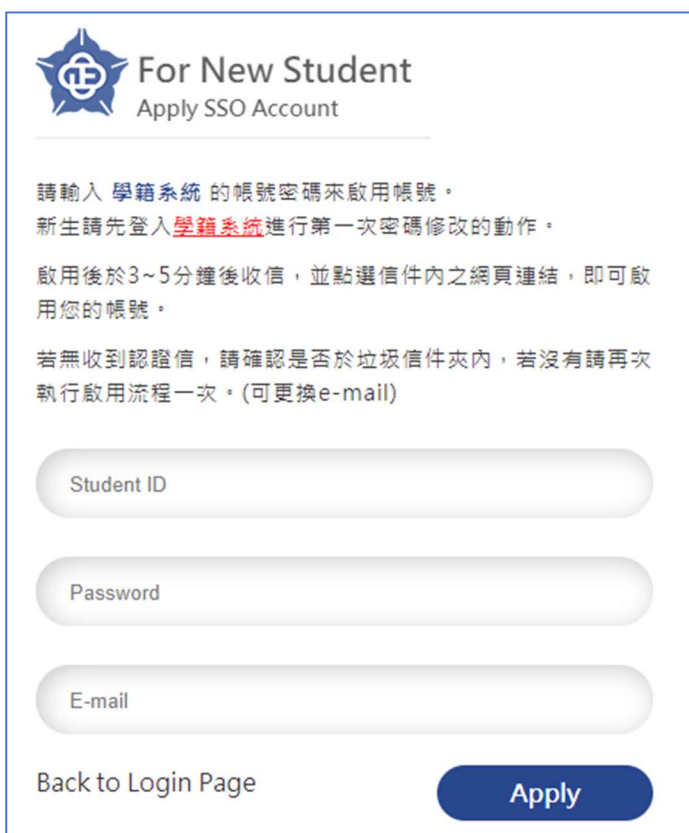 For New Student
Apply SSO Account
請輸入 學籍系統 的帳號密碼來啟用帳號。
新生請先登入學籍系統進行第一次密碼修改的動作。
啟用後於3~5分鐘後收信，並點選信件內之網頁連結，即可啟
用您的帳號。
若無收到認證信，請確認是否於垃圾信件夾內，若沒有請再次
執行啟用流程一次。(可更換e-mail)
Student ID
Password
E-mail
Back to Login Page
Apply